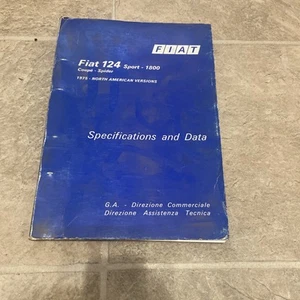 FIAT
Fiat 124 Sport - 1800
Coupé - Spider
1975 - NORTH AMERICAN VERSIONS
Specifications and Data
G.A. - Direzione Commerciale
Direzione Assistenza Tecnica